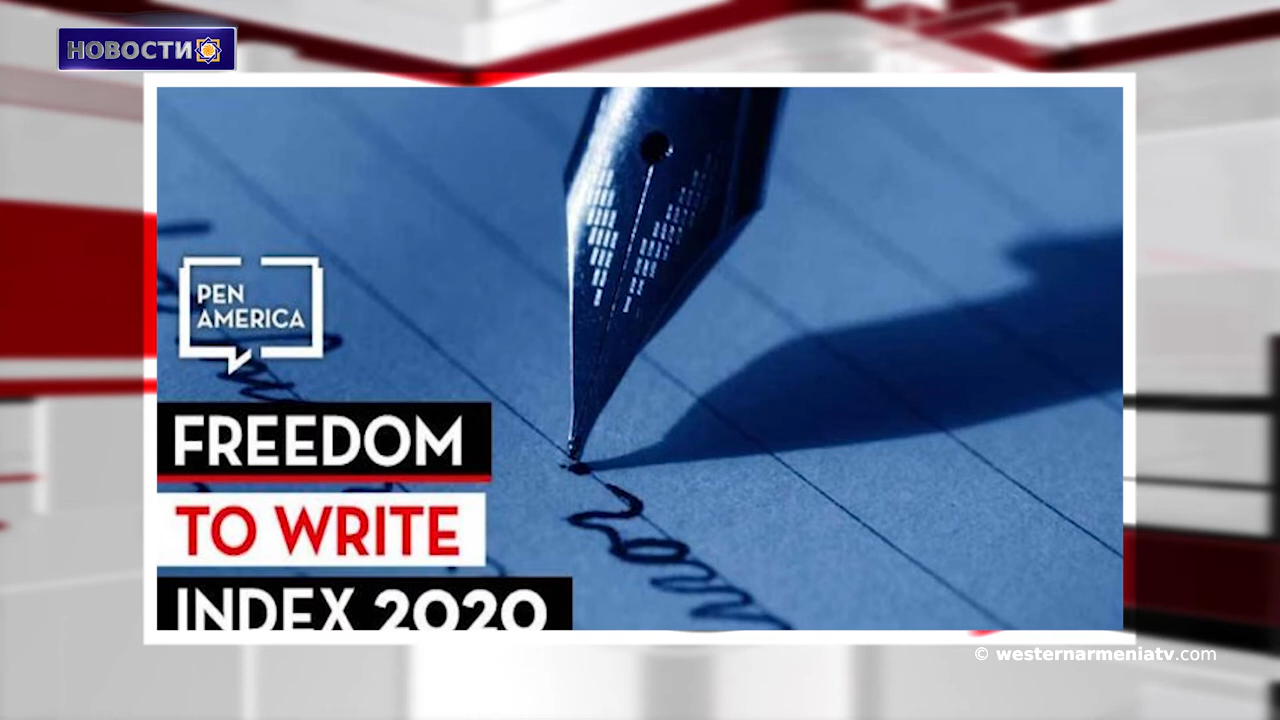 НОВОСТИ
PEN
AMERICA
FREEDOM
TO WRITE
INDEX 2020
© westernarmeniatv.com